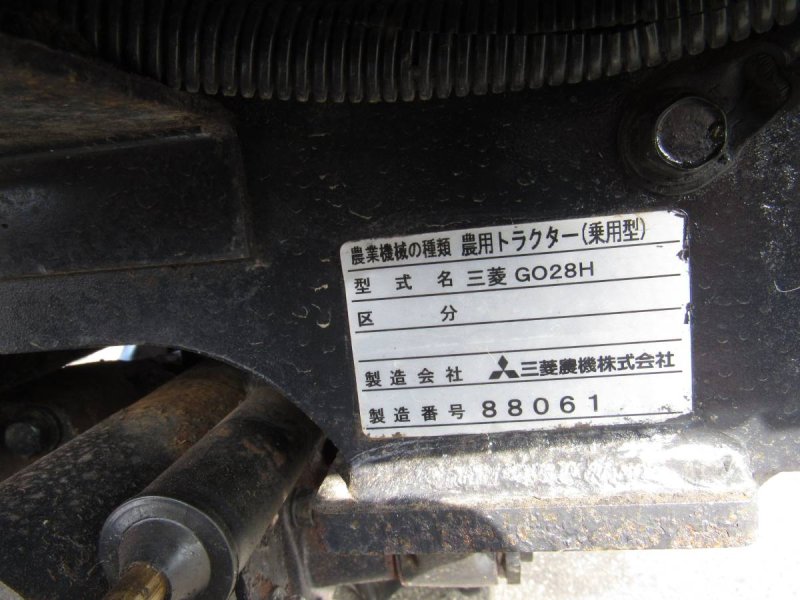 農業機械の種類 農用トラクター(乗用型)
型式名 三菱 GO28H
区分
製造会社 三菱農機株式会社
製造番号 88061